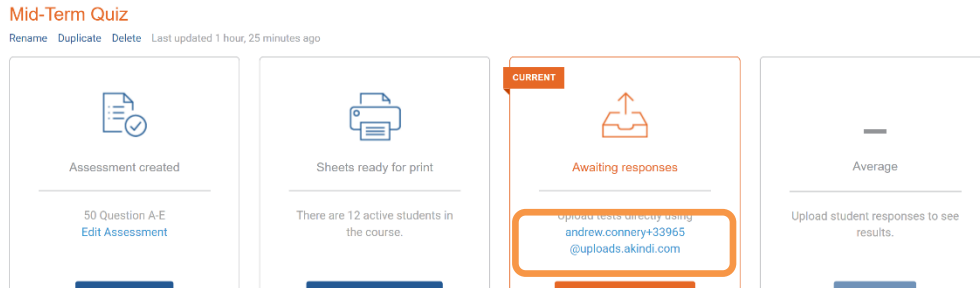 Mid-Term Quiz
Rename Duplicate Delete Last updated 1 hour, 25 minutes ago
CURRENT
Assessment created
50 Question A-E
Edit Assessment
Sheets ready for print
There are 12 active students in
the course.
Awaiting responses
Upload tests directly using
andrew.connery+33965
@uploads.akindi.com
Average
Upload student responses to see
results.